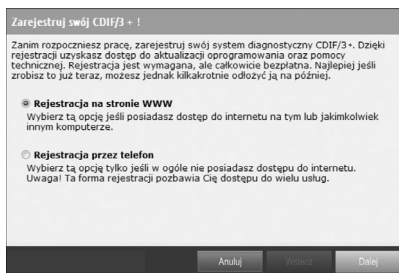 Zarejestruj swój CDIF/3 + !
Zanim rozpoczniesz pracę, zarejestruj swój system diagnostyczny CDIF/3+. Dzięki
rejestracji uzyskasz dostęp do aktualizacji oprogramowania oraz pomocy
technicznej. Rejestracja jest wymagana, ale całkowicie bezpłatna. Najlepiej jeśli
zrobisz to już teraz, możesz jednak kilkakrotnie odłożyć ją na później.
Rejestracja na stronie WWW
Wybierz tą opcję jeśli posiadasz dostęp do internetu na tym lub jakimkolwiek
innym komputerze.
Rejestracja przez telefon
Wybierz tą opcję tylko jeśli w ogóle nie posiadasz dostępu do internetu.
Uwaga! Ta forma rejestracji pozbawia Cię dostępu do wielu usług.
Anuluj Wstecz Dalej